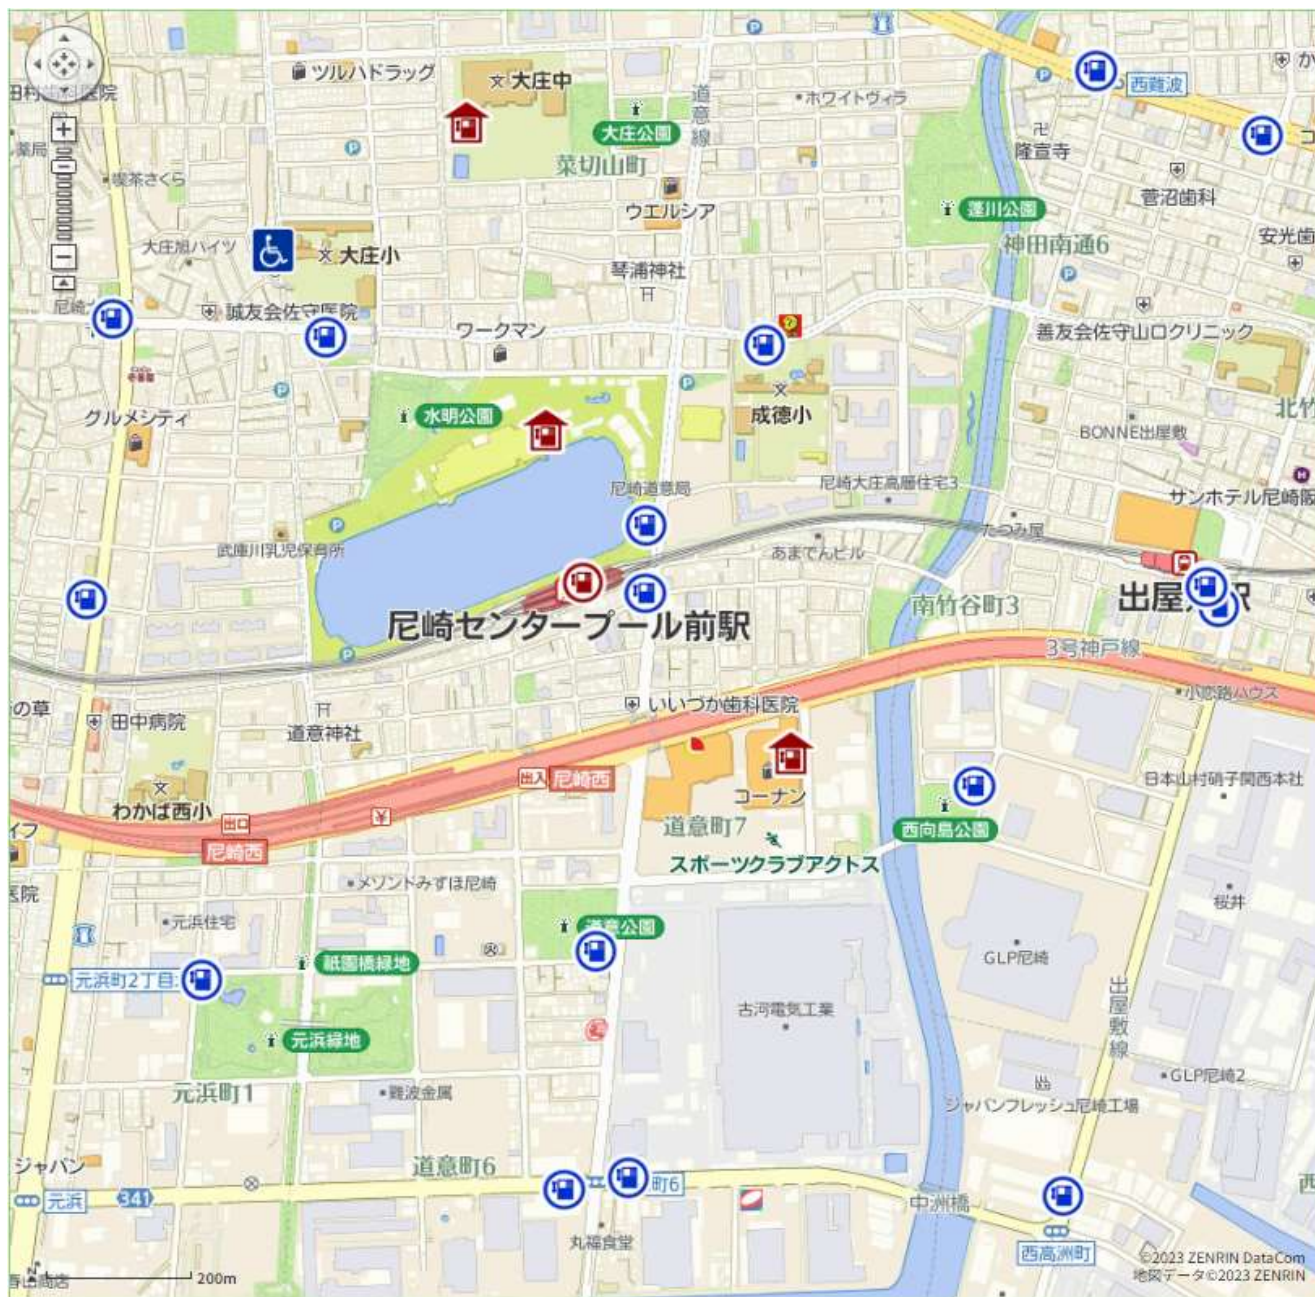 西難波
ツルハドラッグ
大庄中
道意線
ホワイトヴィラ
大庄公園
隆宣寺
薬局
喫茶さくら
菜切山町
ウエルシア
蓬川公園
菅沼歯科
神田南通6
安光歯
大庄旭ハイツ
大庄小
琴浦神社
誠友会佐守医院
ワークマン
善友会佐守山口クリニック
グルメシティ
水明公園
成徳小
北竹
BONNE出屋敷
尼崎道意局
尼崎大庄高層住宅3
サンホテル尼崎阪
武庫川乳児保育所
あまでんビル
たつみ屋
尼崎センタープール前駅
南竹谷町3
3号神戸線
の草
田中病院
道意神社
いいづか歯科医院
小恋路ハウス
出入
尼崎西
わかば西小
出口
¥
尼崎西
コーナン
日本山村硝子関西本社
イフ
道意町7
西向島公園
スポーツクラブアクトス
メゾンドみずほ尼崎
医院
桜井
元浜住宅
道意公園
元浜町2丁目
祇園橋緑地
GLP尼崎
出屋敷線
古河電気工業
元浜緑地
元浜町1
難波金属
GLP尼崎2
ジャパンフレッシュ尼崎工場
ジャパン
道意町6
元浜
341
町6
中洲橋
丸福食堂
西高洲町
200m
©2023 ZENRIN DataCom
地図データ©2023 ZENRIN